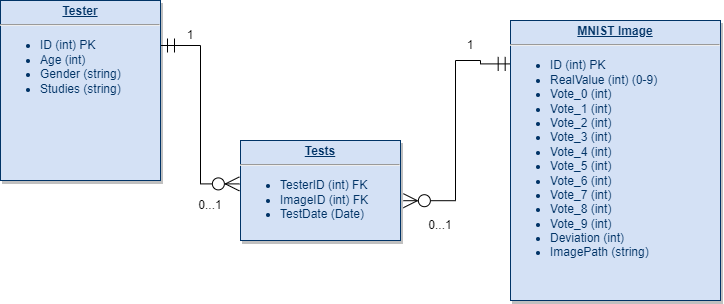 Tester
ID (int) PK
Age (int)
Gender (string)
Studies (string)
1
0...1
Tests
TesterID (int) FK
ImageID (int) FK
TestDate (Date)
1
0...1
MNIST Image
ID (int) PK
RealValue (int) (0-9)
Vote_0 (int)
Vote_1 (int)
Vote_2 (int)
Vote_3 (int)
Vote_4 (int)
Vote_5 (int)
Vote_6 (int)
Vote_7 (int)
Vote_8 (int)
Vote_9 (int)
Deviation (int)
ImagePath (string)